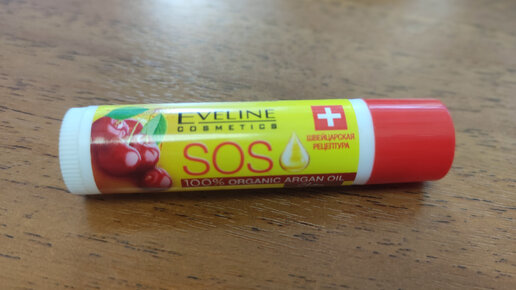 EVELINE
COSMETICS
SOS
100% ORGANIC ARGAN OIL
ШВЕЙЦАРСКАЯ
РЕЦЕПТУРА